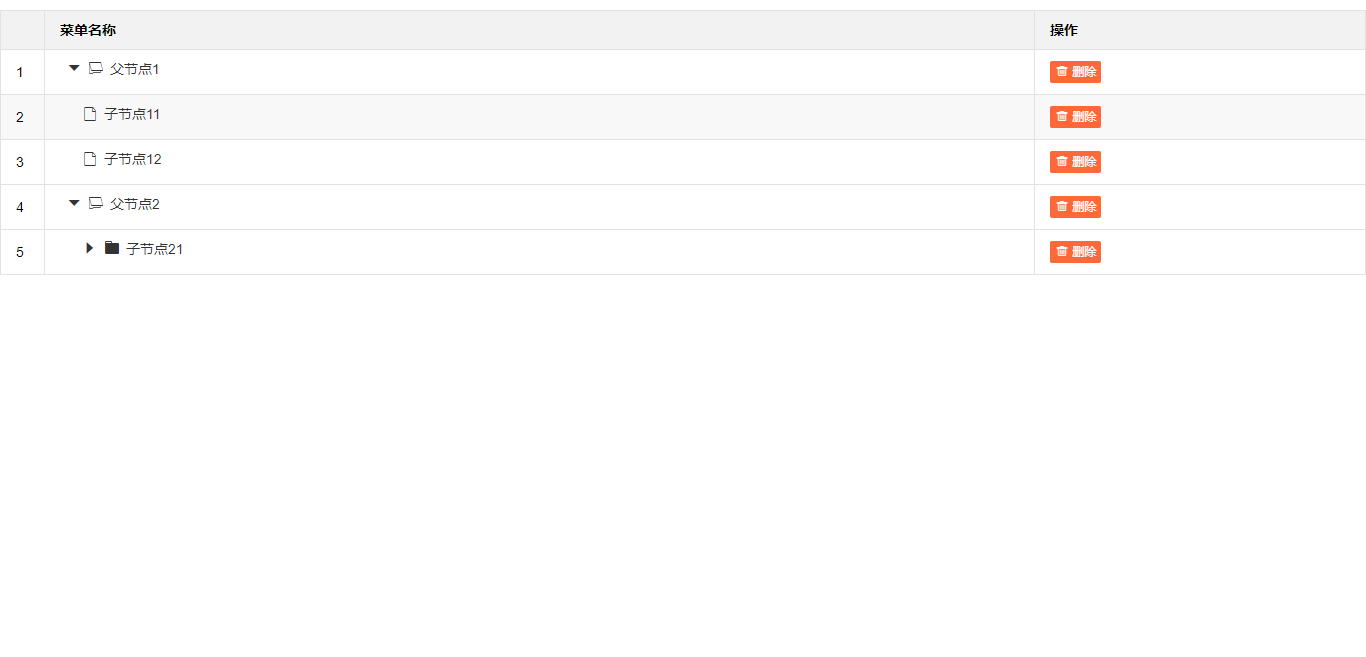 菜单名称 操作
1 父节点1 删除
2 子节点11 删除
3 子节点12 删除
4 父节点2 删除
5 子节点21 删除